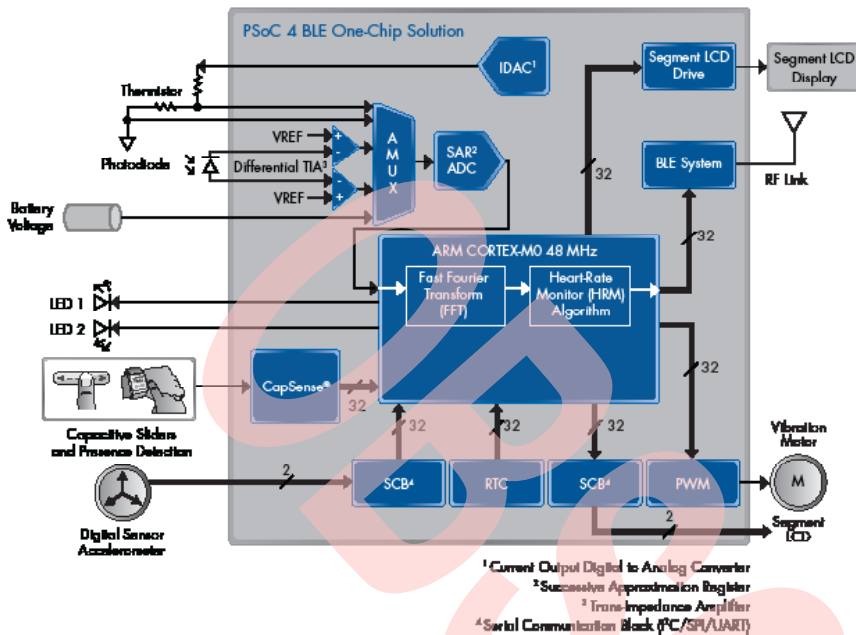 PSoC 4 BLE One-Chip Solution
IDAC¹
Segment LCD
Drive
Segment LCD
Display
Thermistor
Photodiode
VREF
+
-
Differential TIA³
-
+
VREF
A
M
U
X
SAR²
ADC
32
BLE System
RF Link
Battery
Voltage
32
ARM CORTEX-M0 48 MHz
Fast Fourier
Transform
(FFT)
Heart-Rate
Monitor (HRM)
Algorithm
LED 1
LED 2
CapSense®
32
32
Capacitive Sliders
and Presence Detection
32
32
32
Vibration
Motor
2
SCB⁴
RTC
SCB⁴
PWM
M
Digital Sensor
Accelerometer
2
Segment
LCD
¹ Current Output Digital to Analog Converter
² Successive Approximation Register
³ Trans-Impedance Amplifier
⁴ Serial Communication Block (I²C/SPI/UART)